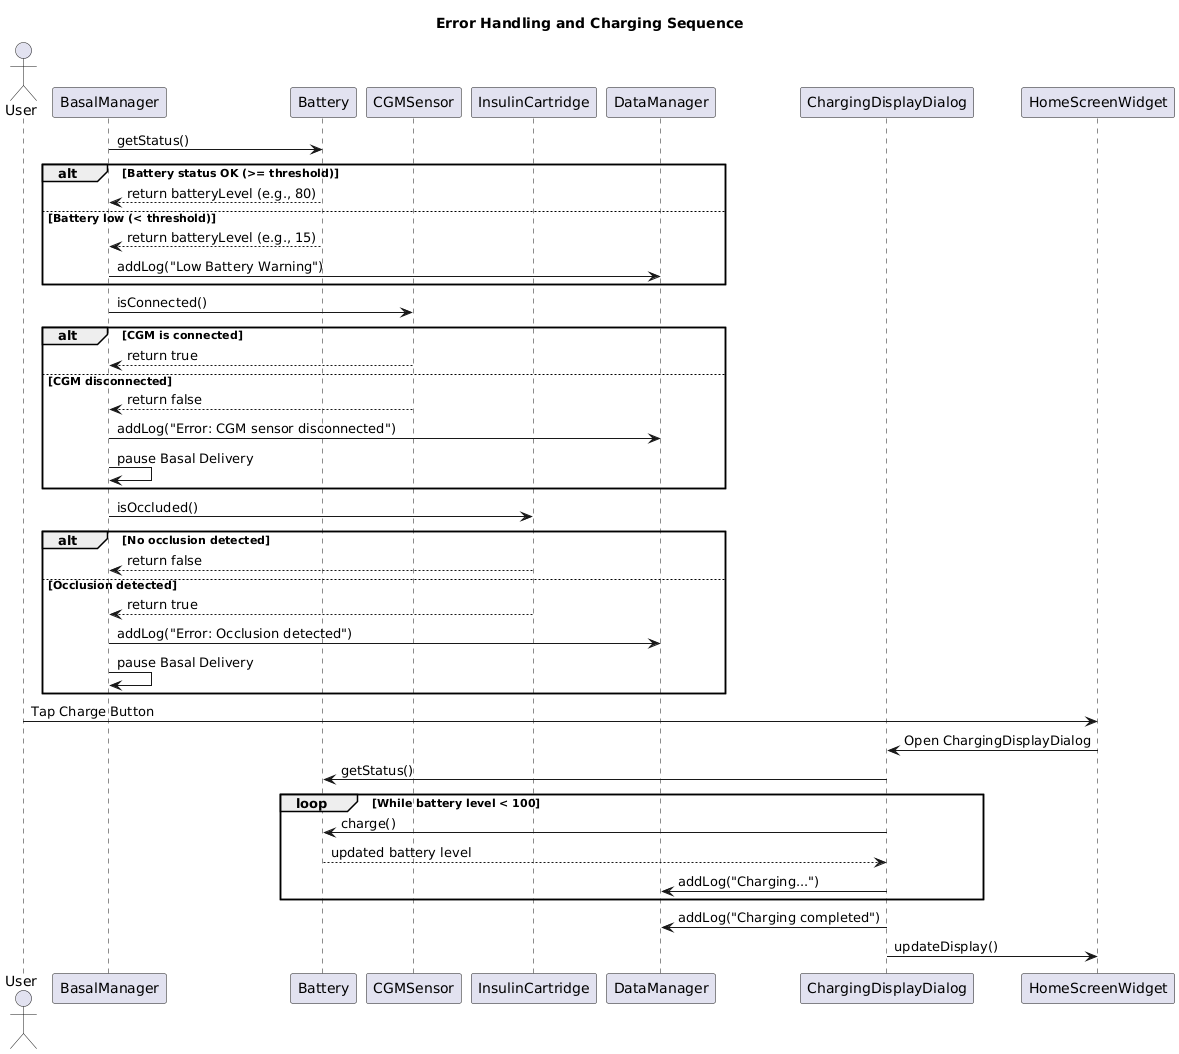 Error Handling and Charging Sequence
User
BasalManager
Battery
CGMSensor
InsulinCartridge
DataManager
ChargingDisplayDialog
HomeScreenWidget
getStatus()
alt [Battery status OK (>= threshold)]
return batteryLevel (e.g., 80)
[Battery low (< threshold)]
return batteryLevel (e.g., 15)
addLog("Low Battery Warning")
isConnected()
alt [CGM is connected]
return true
[CGM disconnected]
return false
addLog("Error: CGM sensor disconnected")
pause Basal Delivery
isOccluded()
alt [No occlusion detected]
return false
[Occlusion detected]
return true
addLog("Error: Occlusion detected")
pause Basal Delivery
Tap Charge Button
Open ChargingDisplayDialog
getStatus()
loop [While battery level < 100]
charge()
updated battery level
addLog("Charging...")
addLog("Charging completed")
updateDisplay()
User
BasalManager
Battery
CGMSensor
InsulinCartridge
DataManager
ChargingDisplayDialog
HomeScreenWidget